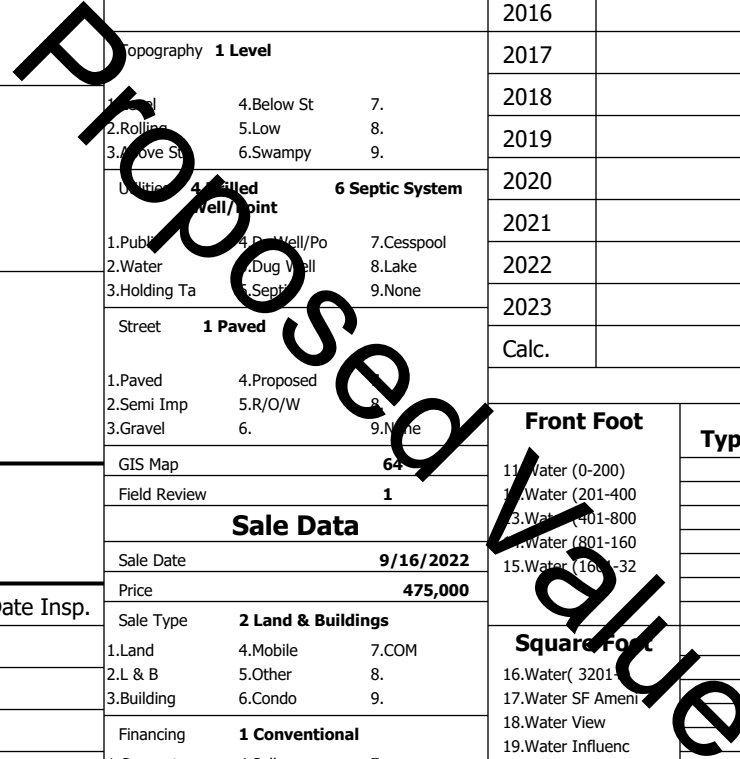 Topography 1 Level
1.Level 4.Below St 7.
2.Rolling 5.Low 8.
3.Above St 6.Swampy 9.
Utilities 4 Drilled Well/Point 6 Septic System
1.Public 4.Dr Well/Po 7.Cesspool
2.Water 5.Dug Well 8.Lake
3.Holding Ta 6.Septic 9.None
Street 1 Paved
1.Paved 4.Proposed 7.
2.Semi Imp 5.R/O/W 8.
3.Gravel 6. 9.None
GIS Map 64
Field Review 1
Sale Data
Sale Date 9/16/2022
Price 475,000
Sale Type 2 Land & Buildings
1.Land 4.Mobile 7.COM
2.L & B 5.Other 8.
3.Building 6.Condo 9.
Financing 1 Conventional
Date Insp.
2016
2017
2018
2019
2020
2021
2022
2023
Calc.
Front Foot
11.Water (0-200)
12.Water (201-400
13.Water (401-800
14.Water (801-160
15.Water (1601-32
Square Foot
16.Water( 3201-
17.Water SF Ameni
18.Water View
19.Water Influenc
Typ
Proposed Value